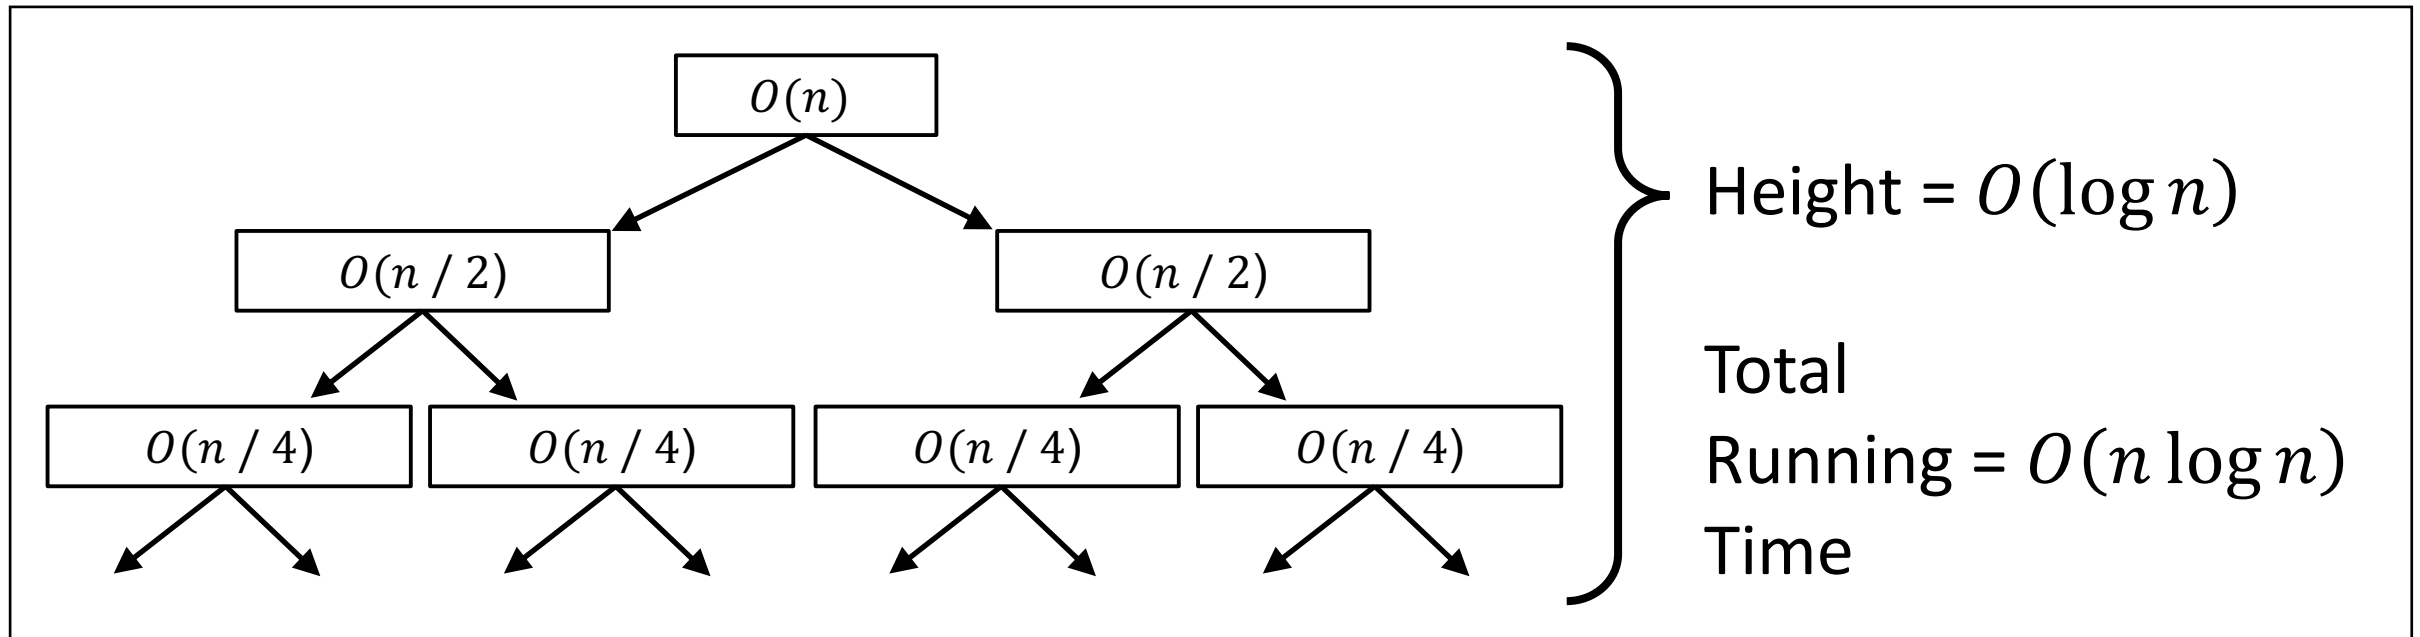 O(n)
O(n / 2) O(n / 2)
O(n / 4) O(n / 4) O(n / 4) O(n / 4)
Height = O(log n)
Total
Running = O(n log n)
Time